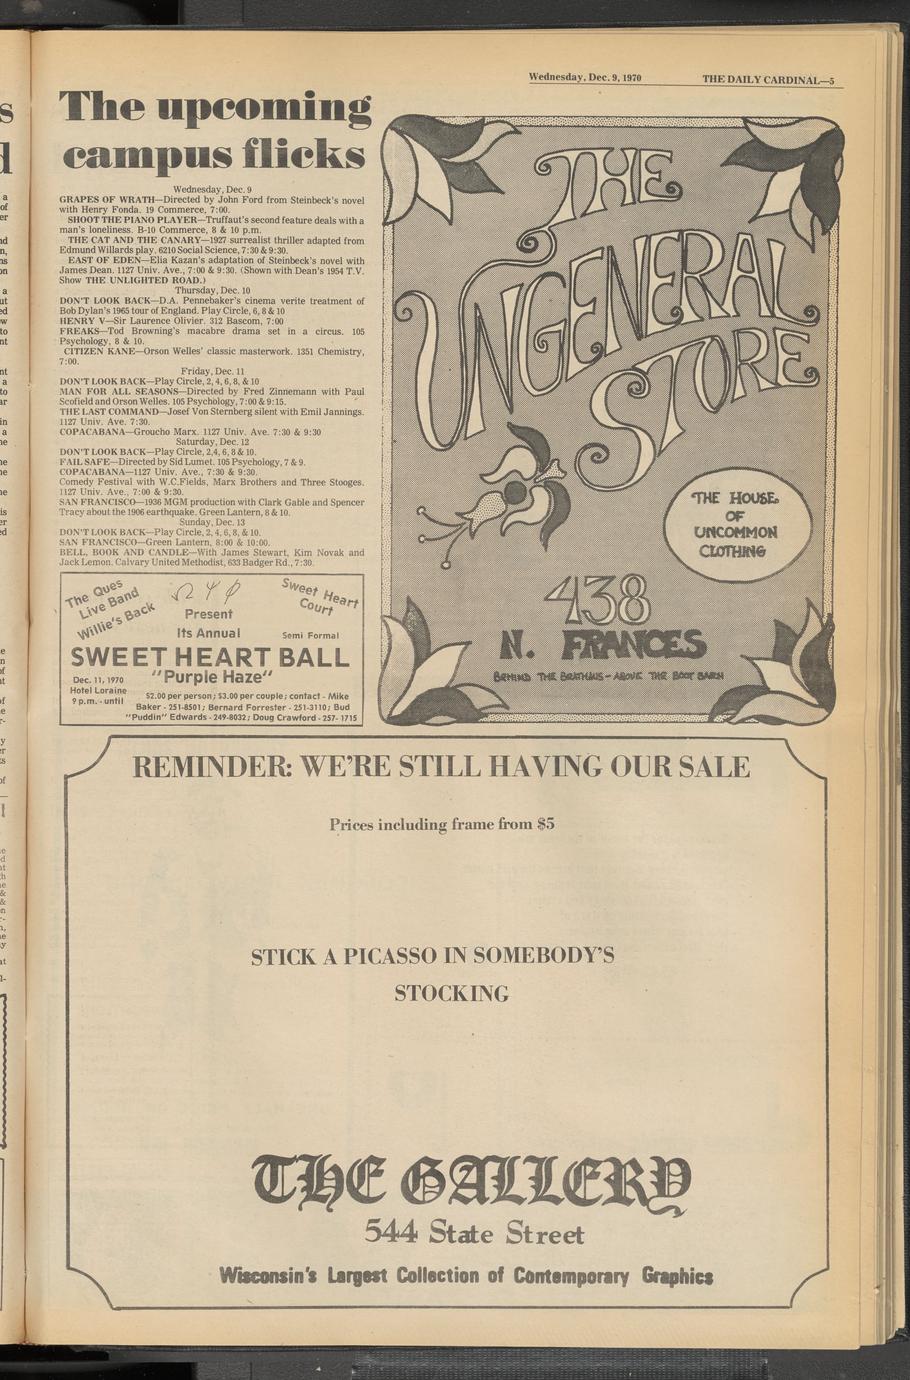 Wednesday, Dec. 9, 1970 THE DAILY CARDINAL—5
The upcoming
campus flicks
Wednesday, Dec. 9
GRAPES OF WRATH—Directed by John Ford from Steinbeck's novel
with Henry Fonda. 19 Commerce, 7:00.
SHOOT THE PIANO PLAYER—Truffaut's second feature deals with a
man's loneliness. B-10 Commerce, 8 & 10 p.m.
THE CAT AND THE CANARY—1927 surrealist thriller adapted from
Edmund Willards play. 6210 Social Science, 7:30 & 9:30.
EAST OF EDEN—Elia Kazan's adaptation of Steinbeck's novel with
James Dean. 1127 Univ. Ave., 7:00 & 9:30. (Shown with Dean's 1954 T.V.
Show THE UNLIGHTED ROAD.)
Thursday, Dec. 10
DON'T LOOK BACK—D.A. Pennebaker's cinema verite treatment of
Bob Dylan's 1965 tour of England. Play Circle, 6, 8 & 10
HENRY V—Sir Laurence Olivier. 312 Bascom, 7:00
FREAKS—Tod Browning's macabre drama set in a circus. 105
Psychology, 8 & 10.
CITIZEN KANE—Orson Welles' classic masterwork. 1351 Chemistry,
7:00.
Friday, Dec. 11
DON'T LOOK BACK—Play Circle, 2, 4, 6, 8, & 10
MAN FOR ALL SEASONS—Directed by Fred Zinnemann with Paul
Scofield and Orson Welles. 105 Psychology, 7:00 & 9:15.
THE LAST COMMAND—Josef Von Sternberg silent with Emil Jannings.
1127 Univ. Ave. 7:30.
COPACABANA—Groucho Marx. 1127 Univ. Ave. 7:30 & 9:30
Saturday, Dec. 12
DON'T LOOK BACK—Play Circle, 2,4, 6, 8, & 10.
FAIL SAFE—Directed by Sid Lumet. 105 Psychology, 7 & 9.
COPACABANA—1127 Univ. Ave., 7:30 & 9:30.
Comedy Festival with W.C.Fields, Marx Brothers and Three Stooges.
1127 Univ. Ave., 7:00 & 9:30.
SAN FRANCISCO—1936 MGM production with Clark Gable and Spencer
Tracy about the 1906 earthquake. Green Lantern, 8 & 10.
Sunday, Dec. 13
DON'T LOOK BACK—Play Circle, 2, 4, 6, 8, & 10.
SAN FRANCISCO—Green Lantern, 8:00 & 10:00.
BELL, BOOK AND CANDLE—With James Stewart, Kim Novak and
Jack Lemon. Calvary United Methodist, 633 Badger Rd., 7:30.
The Ques
Live Band
Willie's Back
Ω Ψ Φ
Present
Its Annual
Sweet Heart
Court
Semi Formal
SWEET HEART BALL
"Purple Haze"
Dec. 11, 1970
Hotel Loraine
9 p.m. - until
$2.00 per person; $3.00 per couple; contact - Mike
Baker - 251-8501; Bernard Forrester - 251-3110; Bud
"Puddin" Edwards - 249-8032; Doug Crawford - 257- 1715
THE
UNGENERAL
STORE
THE HOUSE
OF
UNCOMMON
CLOTHING
438
N. FRANCES
BEHIND THE BRATHAUS - ABOVE THE BOOT BARN
REMINDER: WE'RE STILL HAVING OUR SALE
Prices including frame from $5
STICK A PICASSO IN SOMEBODY'S
STOCKING
THE GALLERY
544 State Street
Wisconsin's Largest Collection of Contemporary Graphics